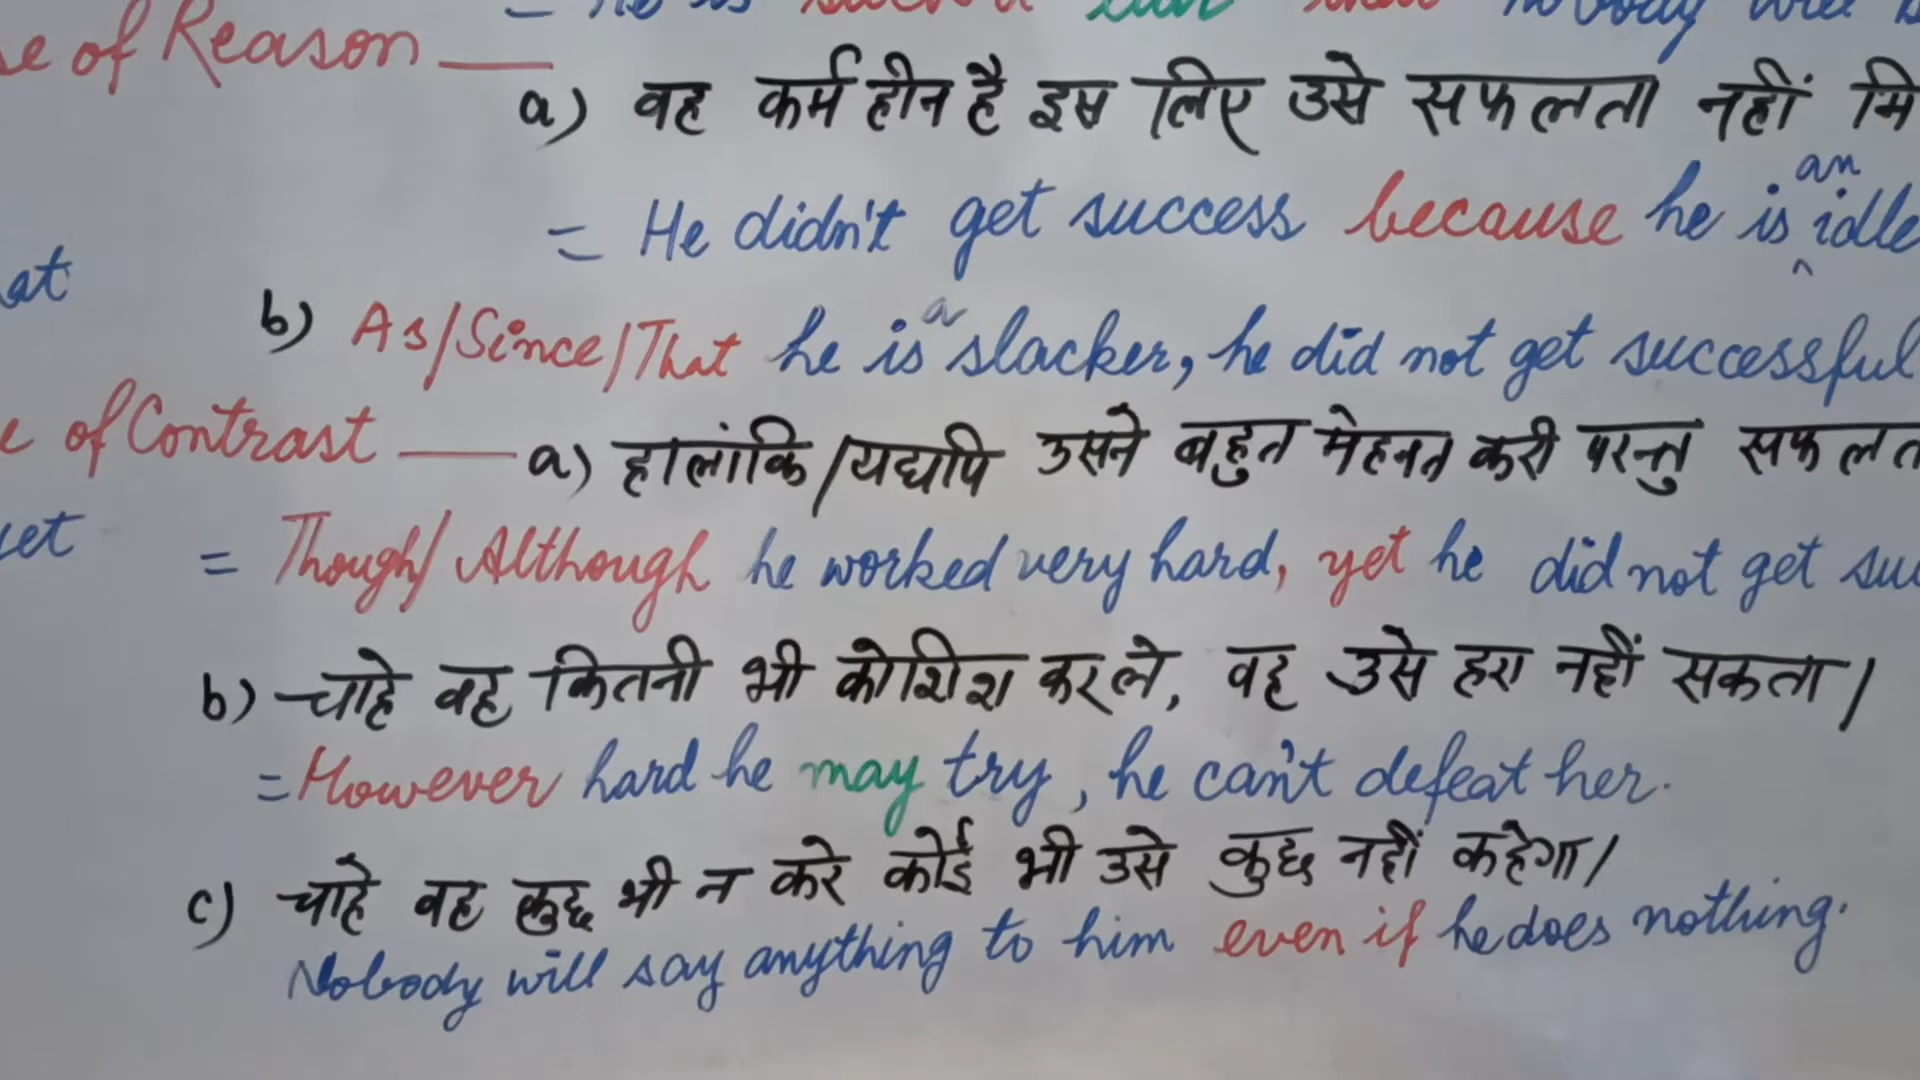 of Reason
a) वह कर्म हीन है इस लिए उसे सफलता नहीं
= He didn't get success because he is an idle
at
b) As/Since/That he is a slacker, he did not get successful
of Contrast — a) हालांकि/यद्यपि उसने बहुत मेहनत करी परन्तु
yet = Though/Although he worked very hard, yet he did not get
b) चाहे वह कितनी भी कोशिश करले, वह उसे हरा नहीं सकता।
= However hard he may try, he can't defeat her.
c) चाहे वह कुछ भी न करे कोई भी उसे कुछ नहीं कहेगा।
Nobody will say anything to him even if he does nothing.